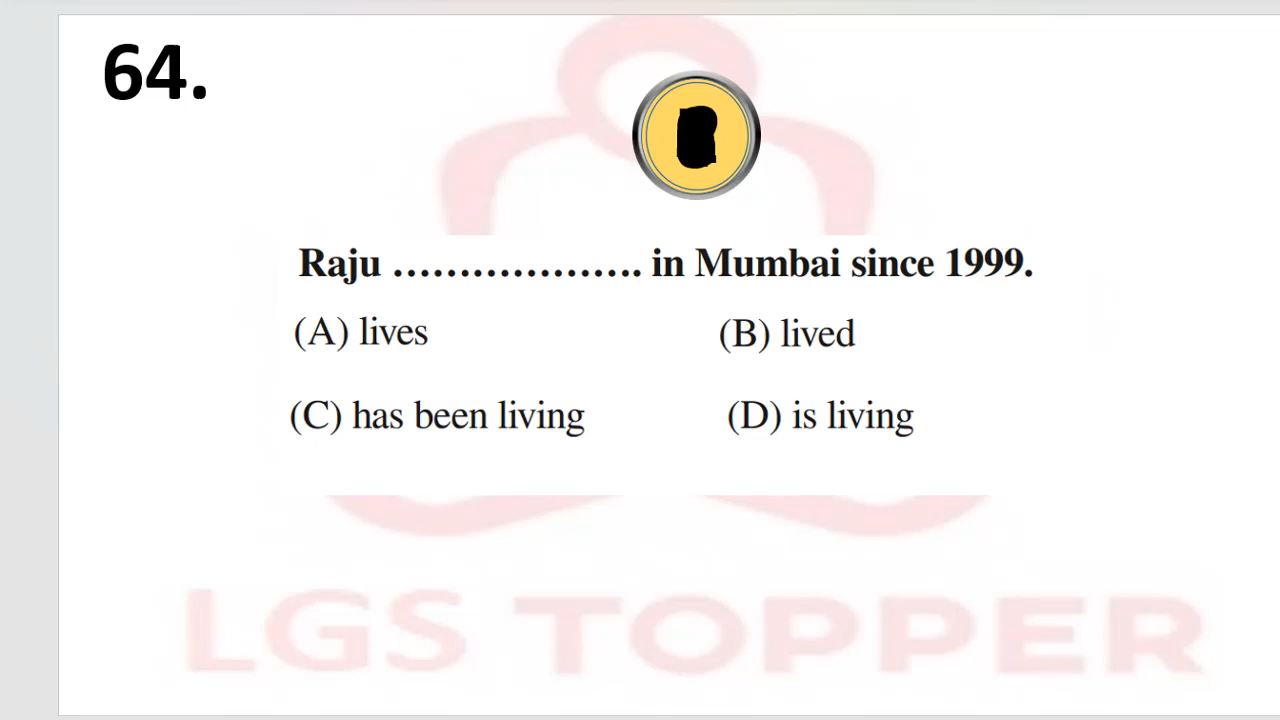 64.
Raju ………………. in Mumbai since 1999.
(A) lives (B) lived
(C) has been living (D) is living
LGS TOPPER